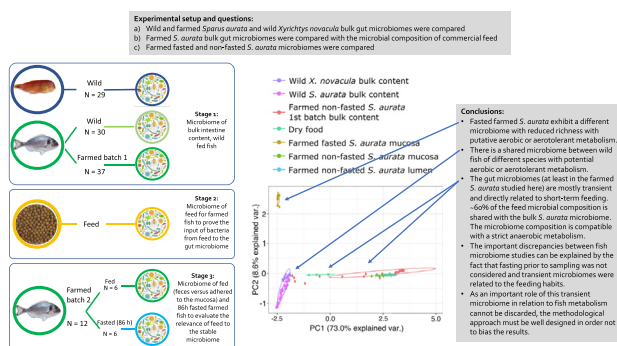 Experimental setup and questions:
a) Wild and farmed Sparus aurata and wild Xyrichtys novacula bulk gut microbiomes were compared
b) Farmed S. aurata bulk gut microbiomes were compared with the microbial composition of commercial feed
c) Farmed fasted and non-fasted S. aurata microbiomes were compared
Wild
N = 29
Wild
N = 30
Farmed batch 1
N = 37
Stage 1:
Microbiome of
bulk intestine
content, wild
fed fish
Feed
Stage 2:
Microbiome of
feed for farmed
fish to prove the
input of bacteria
from feed to the
gut microbiome
Farmed
batch 2
N = 12
Fed
N = 6
Fasted (86 h)
N = 6
Stage 3:
Microbiome of fed
(feces versus adhered
to the mucosa) and
86h fasted farmed
fish to evaluate the
relevance of feed to
the stable
microbiome
Wild X. novacula bulk content
Wild S. aurata bulk content
Farmed non-fasted S. aurata
1st batch bulk content
Dry food
Farmed fasted S. aurata mucosa
Farmed non-fasted S. aurata mucosa
Farmed non-fasted S. aurata lumen
PC2 (8.6% explained var.)
2
1
0
-1
-2.5
0.0
2.5
5.0
PC1 (73.0% explained var.)
Conclusions:
• Fasted farmed S. aurata exhibit a different
microbiome with reduced richness with
putative aerobic or aerotolerant metabolism.
• There is a shared microbiome between wild
fish of different species with potential
aerobic or aerotolerant metabolism.
• The gut microbiomes (at least in the farmed
S. aurata studied here) are mostly transient
and directly related to short-term feeding.
~60% of the feed microbial composition is
shared with the bulk S. aurata microbiome.
The microbiome composition is compatible
with a strict anaerobic metabolism.
• The important discrepancies between fish
microbiome studies can be explained by the
fact that fasting prior to sampling was not
considered and transient microbiomes were
related to the feeding habits.
• As an important role of this transient
microbiome in relation to fish metabolism
cannot be discarded, the methodological
approach must be well designed in order not
to bias the results.